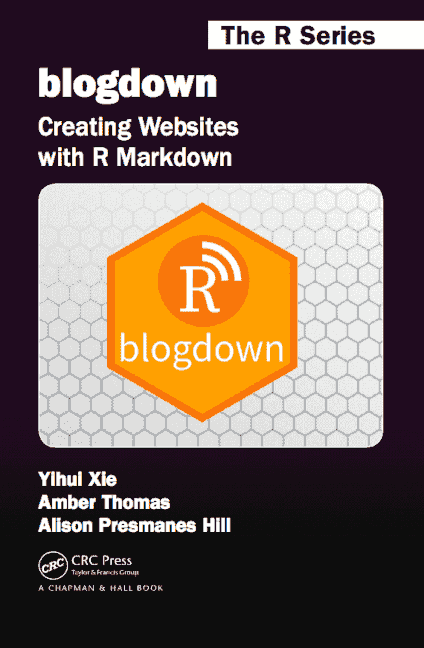 The R Series
blogdown
Creating Websites
with R Markdown
R
blogdown
Yihui Xie
Amber Thomas
Alison Presmanes Hill
CRC
CRC Press
Taylor & Francis Group
A CHAPMAN & HALL BOOK